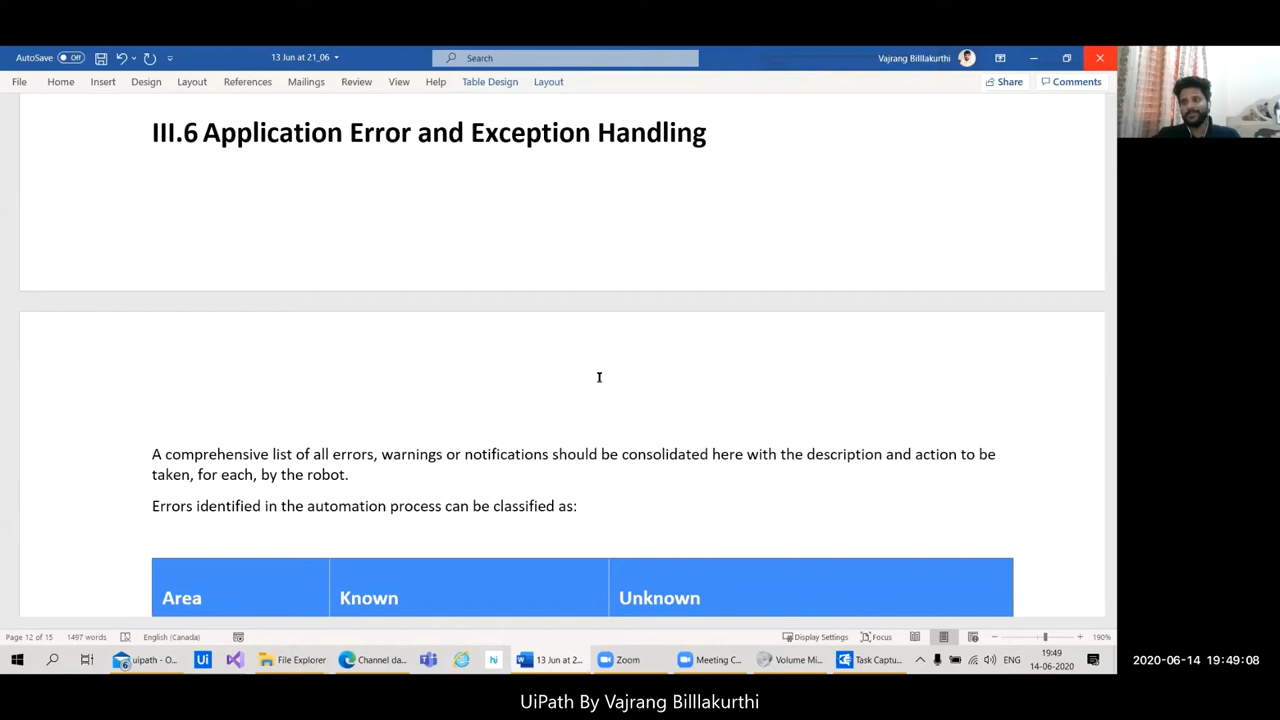 AutoSave Off 13 Jun at 21_06 Search Vajrang Billlakurthi
File Home Insert Design Layout References Mailings Review View Help Table Design Layout Share Comments
III.6 Application Error and Exception Handling
A comprehensive list of all errors, warnings or notifications should be consolidated here with the description and action to be
taken, for each, by the robot.
Errors identified in the automation process can be classified as:
Area Known Unknown
Page 12 of 15 1497 words English (Canada) Display Settings Focus 190%
uipath - O... Ui File Explorer Channel da... hi 13 Jun at 2... Zoom Meeting C... Volume Mi... Task Captu... ENG 19:49
14-06-2020
2020-06-14 19:49:08
UiPath By Vajrang Billlakurthi